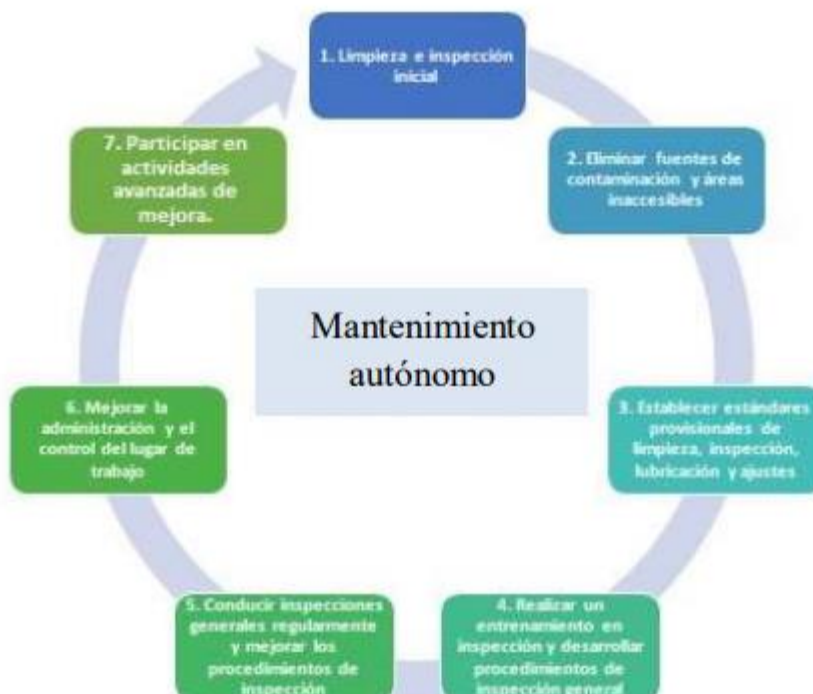 1. Limpieza e inspección
inicial
2. Eliminar fuentes de
contaminación y áreas
inaccesibles
3. Establecer estándares
provisionales de
limpieza, inspección,
lubricación y ajustes
4. Realizar un
entrenamiento en
inspección y desarrollar
procedimientos de
inspección general
5. Conducir inspecciones
generales regularmente
y mejorar los
procedimientos de
inspección
6. Mejorar la
administración y el
control del lugar de
trabajo
7. Participar en
actividades
avanzadas de
mejora.
Mantenimiento
autónomo